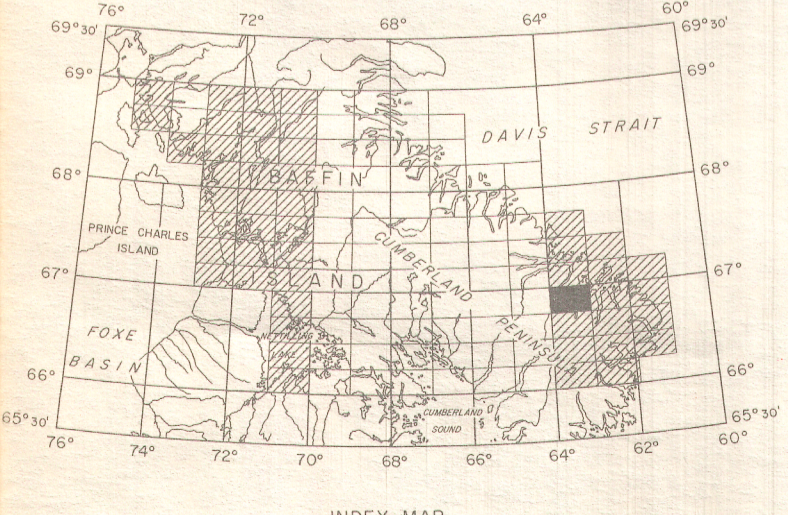 76° 72° 68° 64° 60°
69°30' 69°30'
69° 69°
DAVIS STRAIT
68° BAFFIN 68°
PRINCE CHARLES
ISLAND
CUMBERLAND
67° ISLAND 67°
PENINSULA
FOXE
BASIN
NETTILLING
LAKE
66° 66°
CUMBERLAND
SOUND
65°30' 65°30'
76° 74° 72° 70° 68° 66° 64° 62° 60°
INDEX MAP